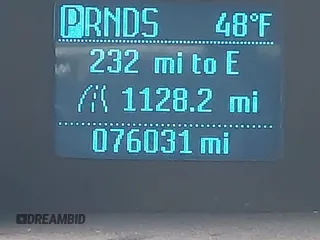 PRNDS 48°F
232 mi to E
1128.2 mi
076031 mi
DREAMBID